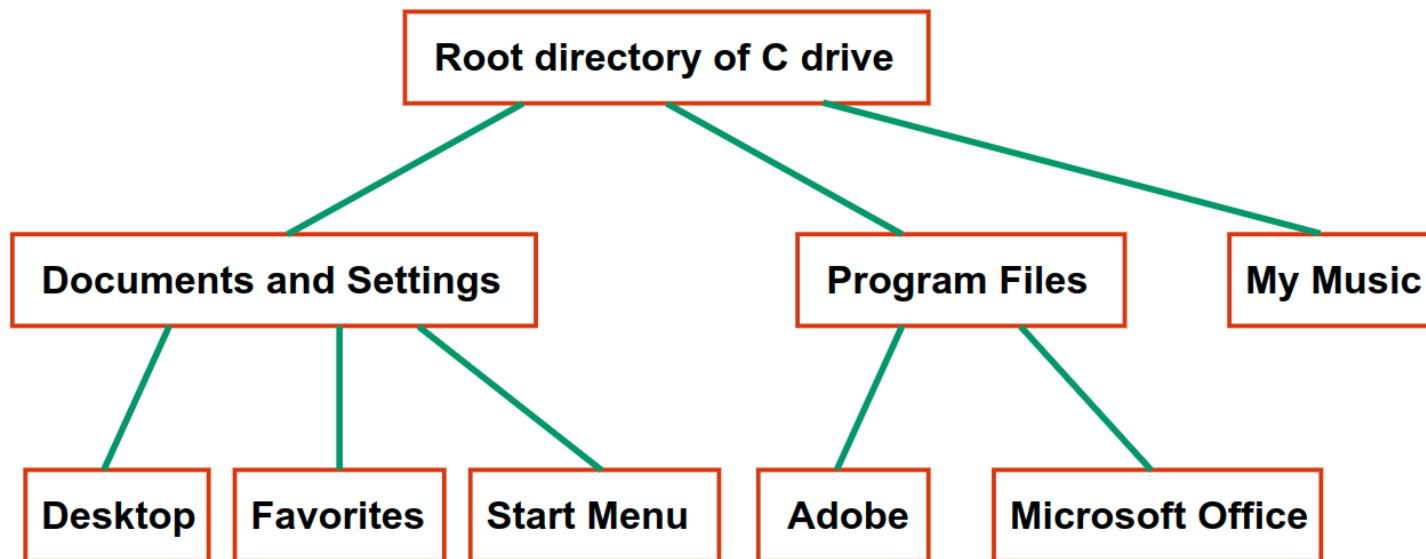 Root directory of C drive
Documents and Settings
Program Files
My Music
Desktop
Favorites
Start Menu
Adobe
Microsoft Office